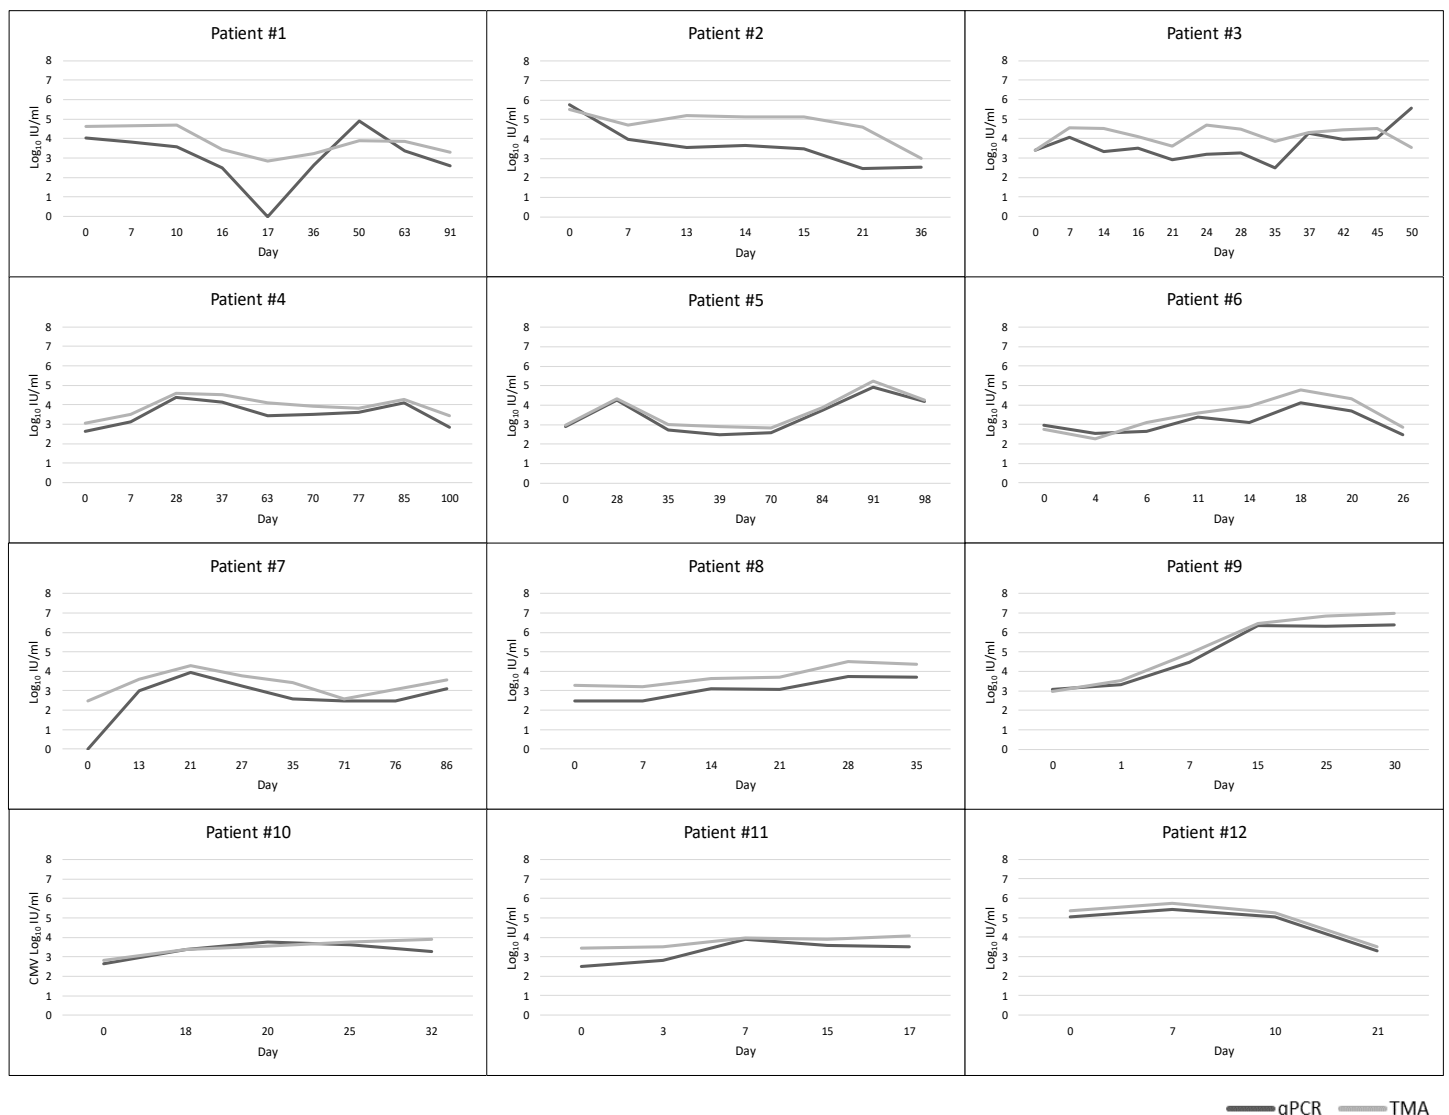 Patient #1
8
7
6
5
4
3
2
1
0
Log₁₀ IU/ml
0 7 10 16 17 36 50 63 91
Day
Patient #2
8
7
6
5
4
3
2
1
0
Log₁₀ IU/ml
0 7 13 14 15 21 36
Day
Patient #3
8
7
6
5
4
3
2
1
0
Log₁₀ IU/ml
0 7 14 16 21 24 28 35 37 42 45 50
Day
Patient #4
8
7
6
5
4
3
2
1
0
Log₁₀ IU/ml
0 7 28 37 63 70 77 85 100
Day
Patient #5
8
7
6
5
4
3
2
1
0
Log₁₀ IU/ml
0 28 35 39 70 84 91 98
Day
Patient #6
8
7
6
5
4
3
2
1
0
Log₁₀ IU/ml
0 4 6 11 14 18 20 26
Day
Patient #7
8
7
6
5
4
3
2
1
0
Log₁₀ IU/ml
0 13 21 27 35 71 76 86
Day
Patient #8
8
7
6
5
4
3
2
1
0
Log₁₀ IU/ml
0 7 14 21 28 35
Day
Patient #9
8
7
6
5
4
3
2
1
0
Log₁₀ IU/ml
0 1 7 15 25 30
Day
Patient #10
8
7
6
5
4
3
2
1
0
CMV Log₁₀ IU/ml
0 18 20 25 32
Day
Patient #11
8
7
6
5
4
3
2
1
0
Log₁₀ IU/ml
0 3 7 15 17
Day
Patient #12
8
7
6
5
4
3
2
1
0
Log₁₀ IU/ml
0 7 10 21
Day
qPCR TMA